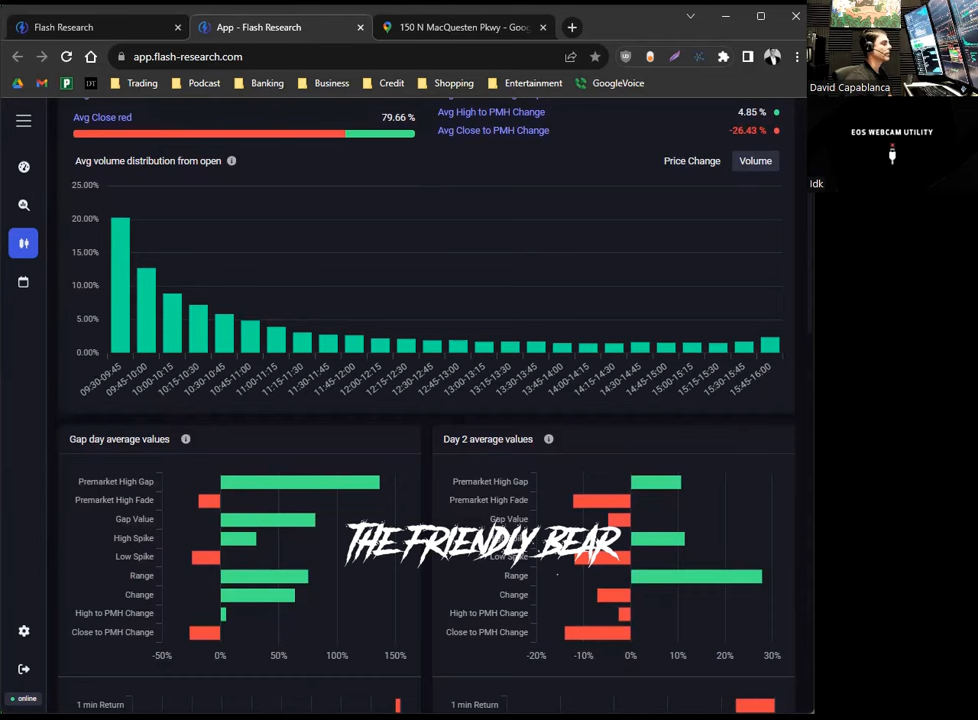 Flash Research
App - Flash Research
150 N MacQuesten Pkwy - Goo
app.flash-research.com
Trading
Podcast
Banking
Business
Credit
Shopping
Entertainment
GoogleVoice
David Capablanca
EOS WEBCAM UTILITY
Idk
Avg Close red
79.66 %
Avg High to PMH Change
4.85 %
Avg Close to PMH Change
-26.43 %
Avg volume distribution from open
Price Change
Volume
25.00%
20.00%
15.00%
10.00%
5.00%
0.00%
09:30-09:45
09:45-10:00
10:00-10:15
10:15-10:30
10:30-10:45
10:45-11:00
11:00-11:15
11:15-11:30
11:30-11:45
11:45-12:00
12:00-12:15
12:15-12:30
12:30-12:45
12:45-13:00
13:00-13:15
13:15-13:30
13:30-13:45
13:45-14:00
14:00-14:15
14:15-14:30
14:30-14:45
14:45-15:00
15:00-15:15
15:15-15:30
15:30-15:45
15:45-16:00
Gap day average values
Premarket High Gap
Premarket High Fade
Gap Value
High Spike
Low Spike
Range
Change
High to PMH Change
Close to PMH Change
-50%
0%
50%
100%
150%
Day 2 average values
Premarket High Gap
Premarket High Fade
Gap Value
Range
Change
High to PMH Change
Close to PMH Change
-20%
-10%
0%
10%
20%
30%
THE FRIENDLY BEAR
1 min Return
1 min Return
online